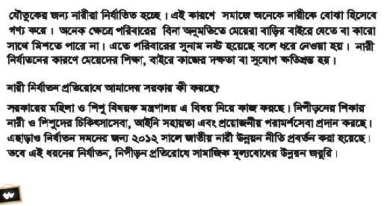 যৌতুকের জন্য নারীরা নির্যাতিত হচ্ছে । এই কারণে সমাজে অনেকে নারীকে বোঝা হিসেবে
গণ্য করে । অনেক ক্ষেত্রে পরিবারের বিনা অনুমতিতে মেয়েরা বাড়ির বাইরে যেতে বা কারো
সাথে মিশতে পারে না। এতে পরিবারের সুনাম নষ্ট হয়েছে বলে ধরে নেওয়া হয় । নারী
নির্যাতনের কারণে মেয়েদের শিক্ষা, বাইরে কাজের দক্ষতা বা সুযোগ ক্ষতিগ্রস্ত হয় ।
নারী নির্যাতন প্রতিরোধে আমাদের সরকার কী করছে?
সরকারের মহিলা ও শিশু বিষয়ক মন্ত্রণালয় এ বিষয় নিয়ে কাজ করছে । নিপীড়নের শিকার
নারী ও শিশুদের চিকিৎসাসেবা, আইনি সহায়তা এবং প্রয়োজনীয় পরামর্শসেবা প্রদান করছে।
এছাড়াও নির্যাতন দমনের জন্য ২০১২ সালে জাতীয় নারী উন্নয়ন নীতি প্রবর্তন করা হয়েছে।
তবে এই ধরনের নির্যাতন, নিপীড়ন প্রতিরোধে সামাজিক মূল্যবোধের উন্নয়ন জরুরি।